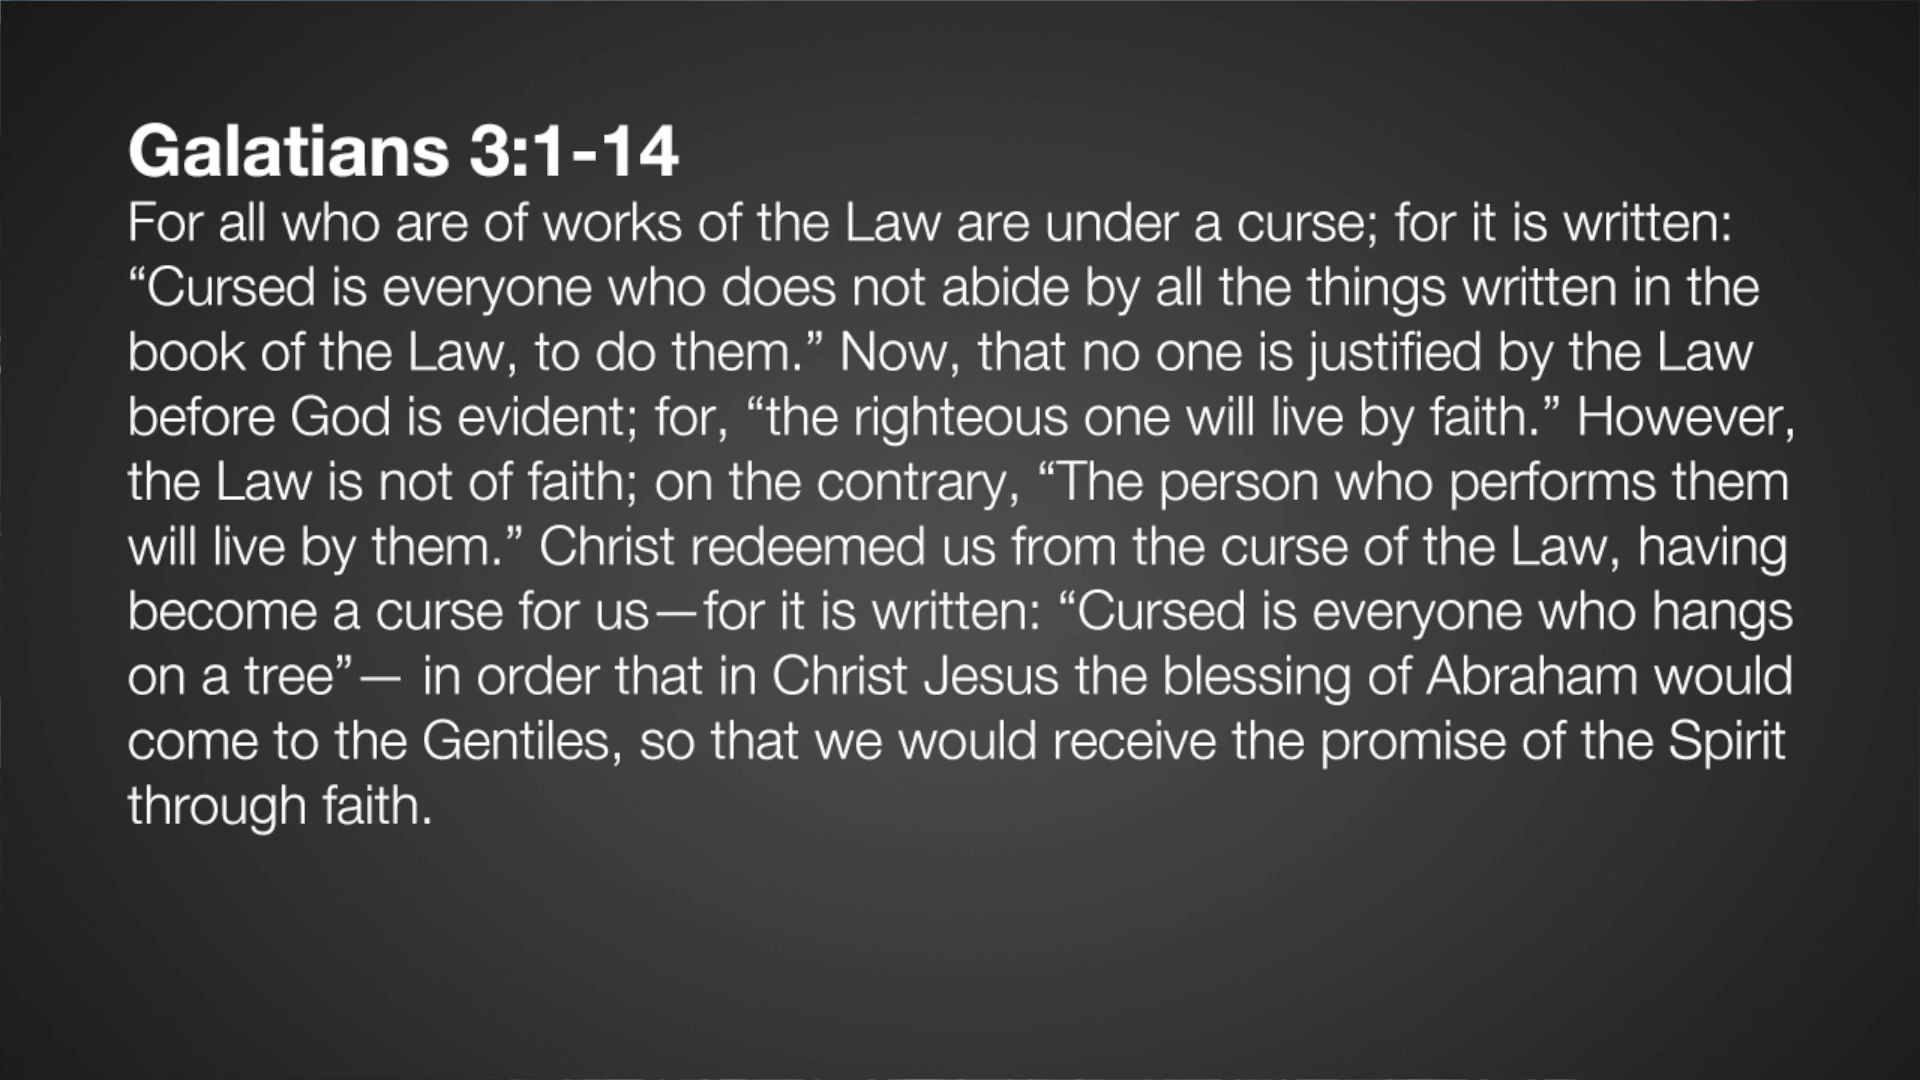 Galatians 3:1-14
For all who are of works of the Law are under a curse; for it is written:
“Cursed is everyone who does not abide by all the things written in the
book of the Law, to do them.” Now, that no one is justified by the Law
before God is evident; for, “the righteous one will live by faith.” However,
the Law is not of faith; on the contrary, “The person who performs them
will live by them.” Christ redeemed us from the curse of the Law, having
become a curse for us—for it is written: “Cursed is everyone who hangs
on a tree”— in order that in Christ Jesus the blessing of Abraham would
come to the Gentiles, so that we would receive the promise of the Spirit
through faith.